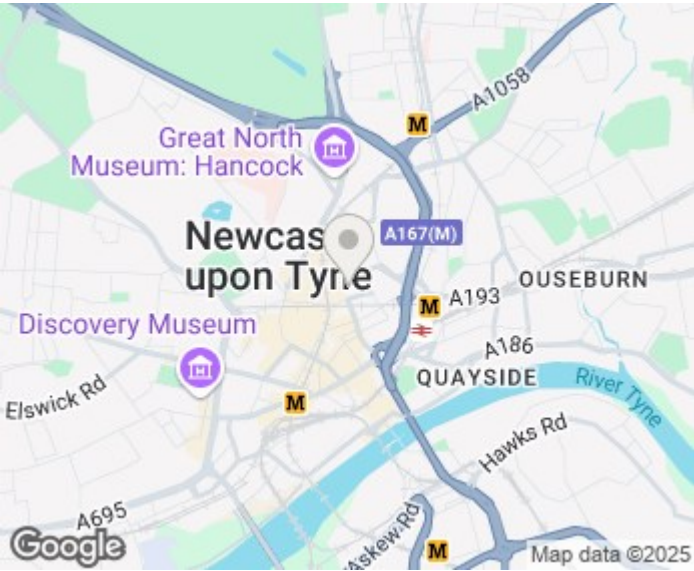 A1058
M
Great North
Museum: Hancock
Newcas
upon Tyne
A167(M)
OUSEBURN
M
A193
Discovery Museum
A186
QUAYSIDE
River Tyne
Elswick Rd
M
Hawks Rd
A695
Askew Rd
M
Google
Map data ©2025